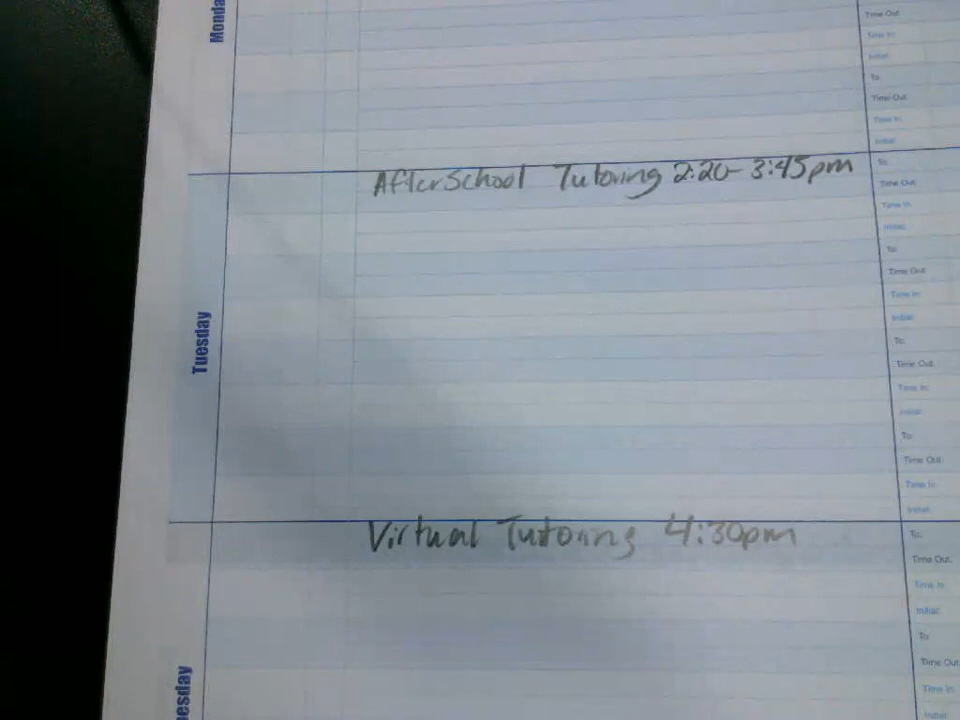 Monda
Time Out
Time In:
Initial:
To:
Time Out:
Time In:
Initial:
AfterSchool Tutoring 2:20-3:45pm
To:
Time Out:
Time In:
Initial:
To:
Time Out:
Time In:
Initial:
Tuesday
To:
Time Out:
Time In:
Initial:
To:
Time Out:
Time In:
Initial:
Virtual Tutoring 4:30pm
To:
Time Out:
Time In:
Initial:
To:
Time Out:
Time In:
Initial:
esday